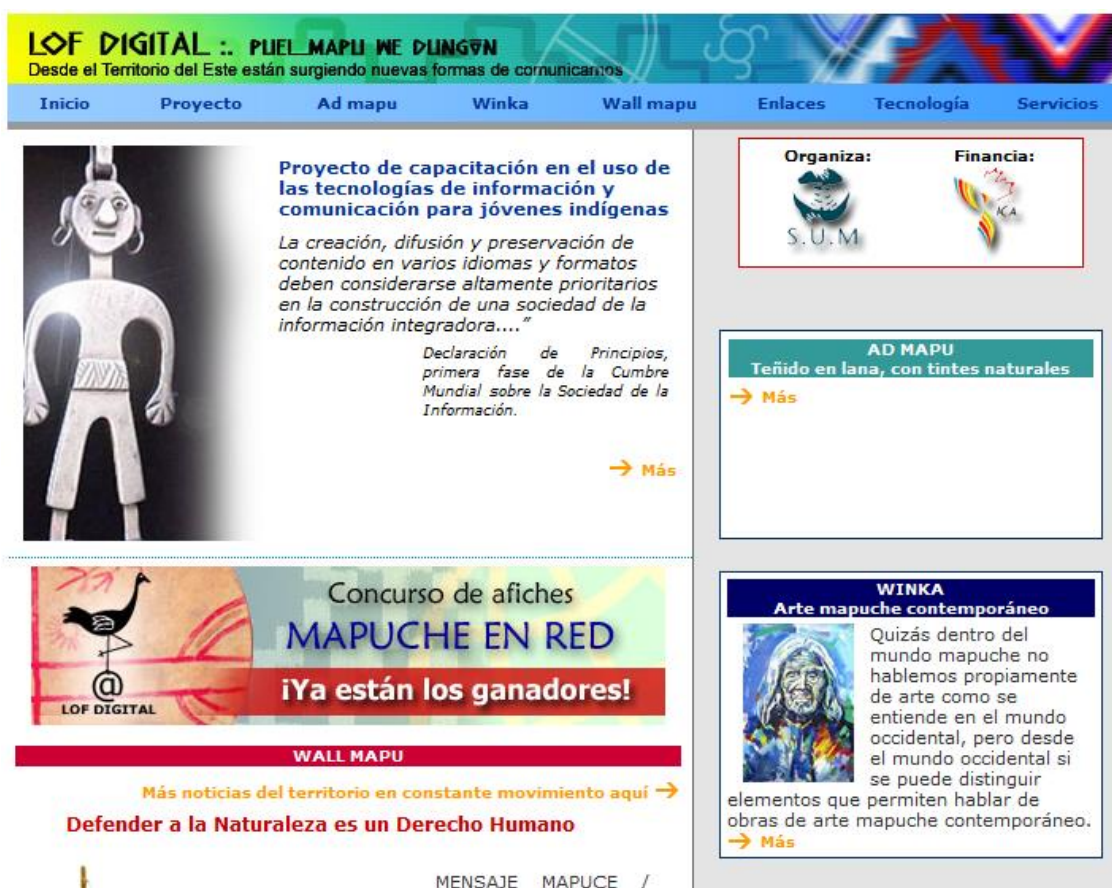 LOF DIGITAL :. PUEL MAPU WE DUNGVN
Desde el Territorio del Este están surgiendo nuevas formas de comunicarnos
Inicio Proyecto Ad mapu Winka Wall mapu Enlaces Tecnología Servicios
Proyecto de capacitación en el uso de
las tecnologías de información y
comunicación para jóvenes indígenas
La creación, difusión y preservación de
contenido en varios idiomas y formatos
deben considerarse altamente prioritarios
en la construcción de una sociedad de la
información integradora...."
Declaración de Principios,
primera fase de la Cumbre
Mundial sobre la Sociedad de la
Información.
Más
Concurso de afiches
MAPUCHE EN RED
¡Ya están los ganadores!
@
LOF DIGITAL
WALL MAPU
Más noticias del territorio en constante movimiento aquí
Defender a la Naturaleza es un Derecho Humano
MENSAJE MAPUCE /
Organiza: Financia:
S.U.M ICA
AD MAPU
Teñido en lana, con tintes naturales
Más
WINKA
Arte mapuche contemporáneo
Quizás dentro del
mundo mapuche no
hablemos propiamente
de arte como se
entiende en el mundo
occidental, pero desde
el mundo occidental si
se puede distinguir
elementos que permiten hablar de
obras de arte mapuche contemporáneo.
Más